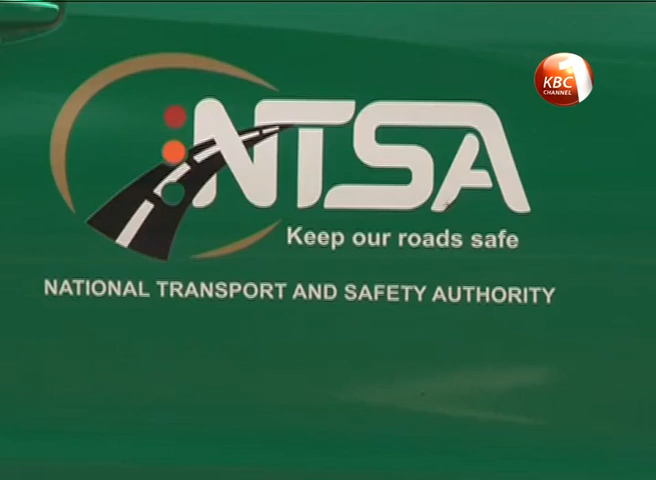 KBC 1
CHANNEL
NTSA
Keep our roads safe
NATIONAL TRANSPORT AND SAFETY AUTHORITY